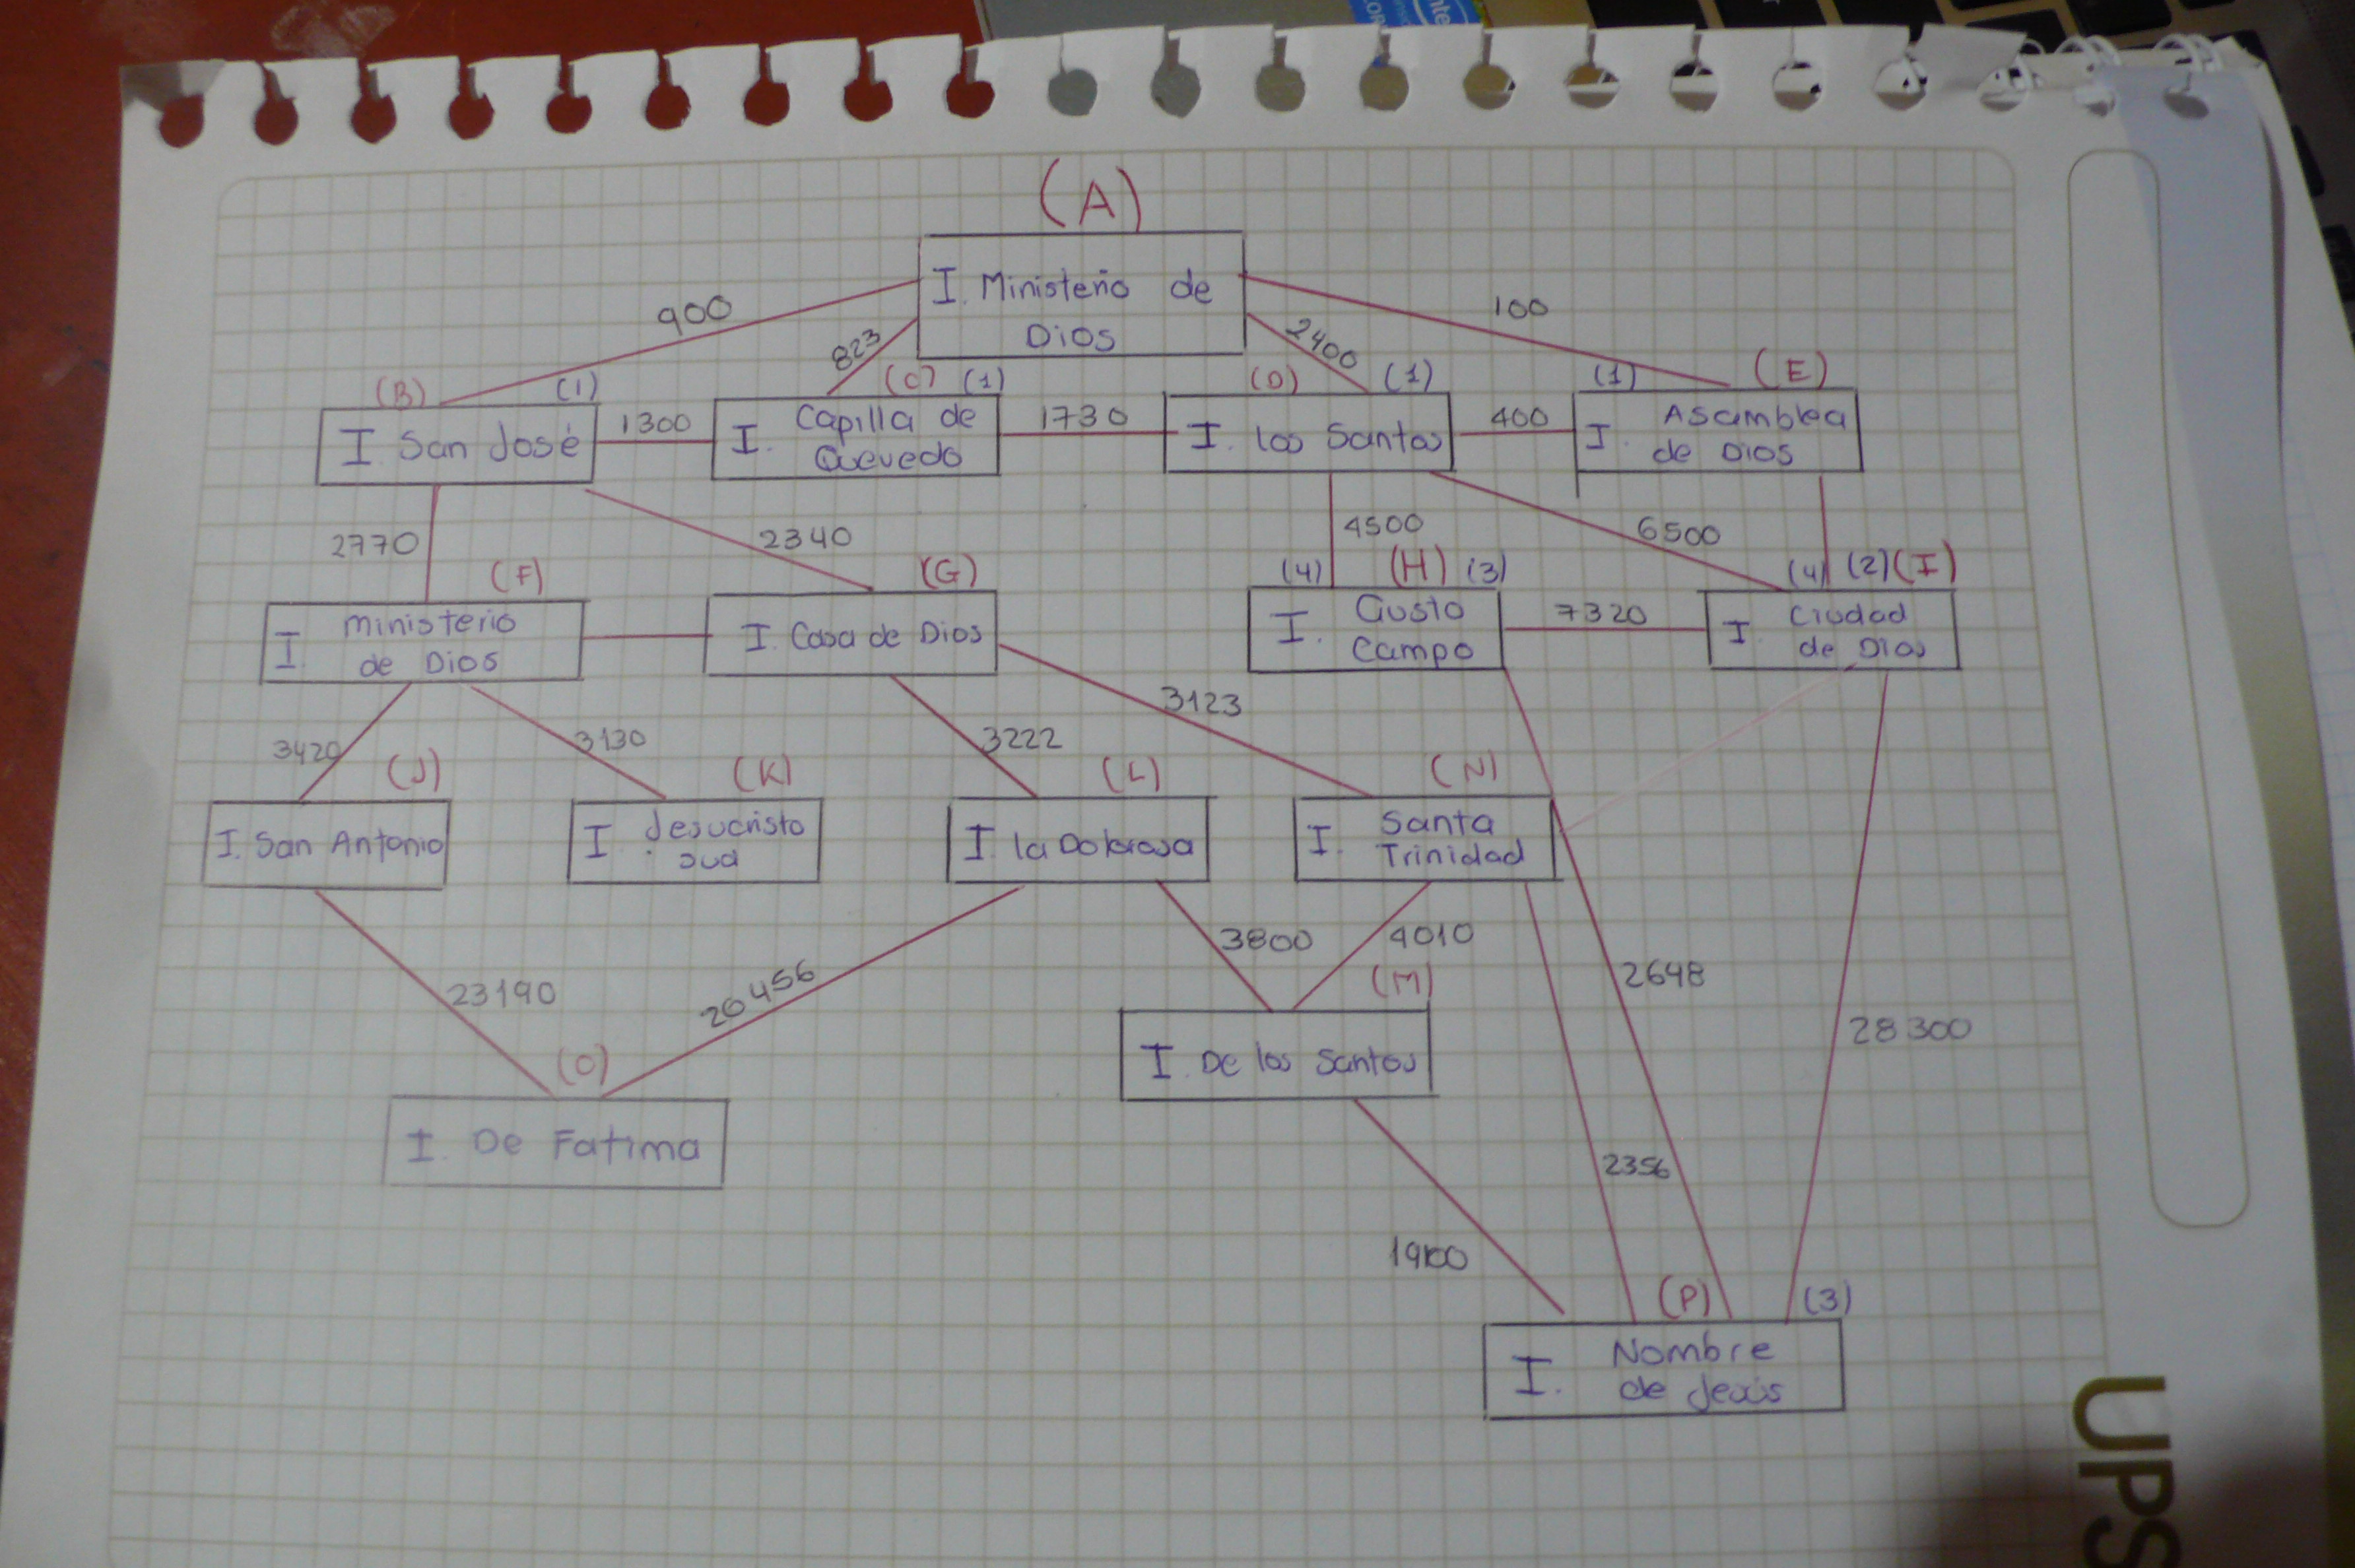 (A)
I. Ministerio de
Dios
900
823
2400
100
(B) (1)
(C) (1)
(D) (1)
(1) (E)
I. San José
1300
I. Capilla de
Quevedo
1730
I. los Santos
400
I. Asamblea
de Dios
2770
2340
4500
6500
(F)
(G)
(4) (H) (3)
(4) (2) (I)
I. ministerio
de Dios
I. Casa de Dios
I. Gusto
Campo
7320
I. Ciudad
de Dios
3420
3130
3222
3123
(J)
(K)
(L)
(N)
I. San Antonio
I. Jesucristo
sud
I. la Dolorosa
I. Santa
Trinidad
23190
20456
3800
4010
2648
28300
(O)
(M)
I. De Fatima
I. De los Santos
2356
(P) (3)
I. Nombre
de Jesús
UPS